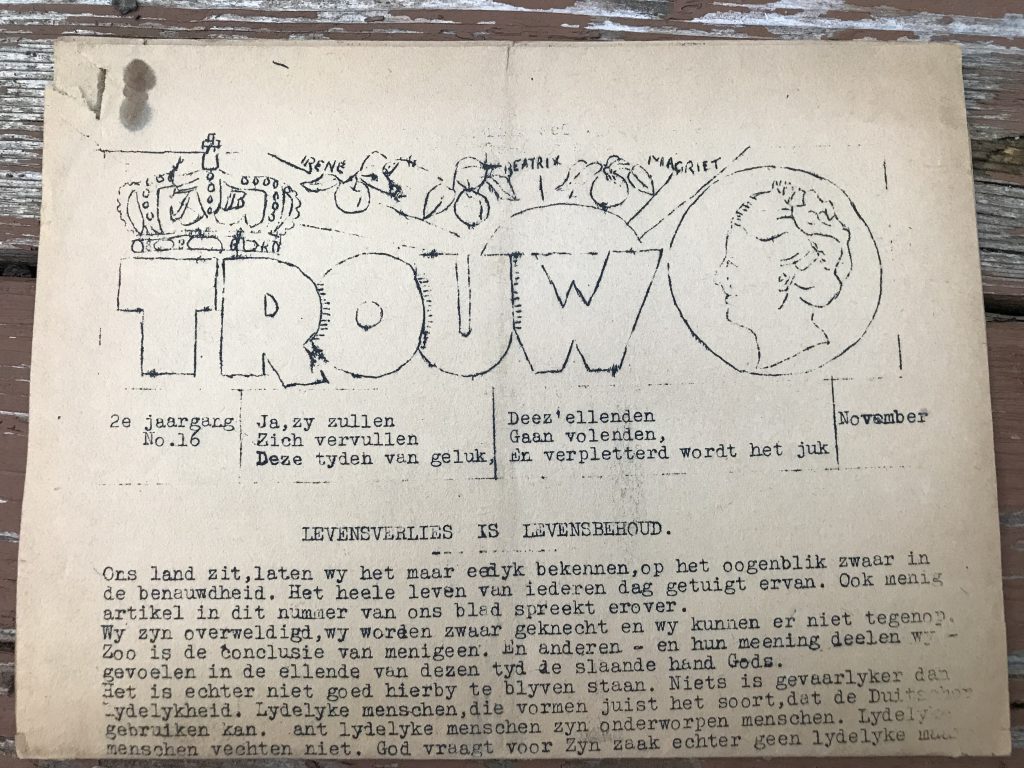 IRENE
BEATRIX
MAGRIET
TROUW
2e jaargang
No.16
Ja,zy zullen
Zich vervullen
Deze tyden van geluk,
Deez'ellenden
Gaan volenden,
En verpletterd wordt het juk
November
LEVENSVERLIES IS LEVENSBEHOUD.
Ons land zit,laten wy het maar eedyk bekennen,op het oogenblik zwaar in
de benauwdheid. Het heele leven van iederen dag getuigt ervan. Ook menig
artikel in dit nummer van ons blad spreekt erover.
Wy zyn overweldigd,wy worden zwaar geknecht en wy kunnen er niet tegenop.
Zoo is de conclusie van menigeen. En anderen - en hun meening deelen wy -
gevoelen in de ellende van dezen tyd de slaande hand Gods.
Het is echter niet goed hierby te blyven staan. Niets is gevaarlyker dan
lydelykheid. Lydelyke menschen,die vormen juist het soort,dat de Duitscher
gebruiken kan. ant lydelyke menschen zyn onderworpen menschen. Lydelyke
menschen vechten niet. God vraagt voor Zyn zaak echter geen lydelyke